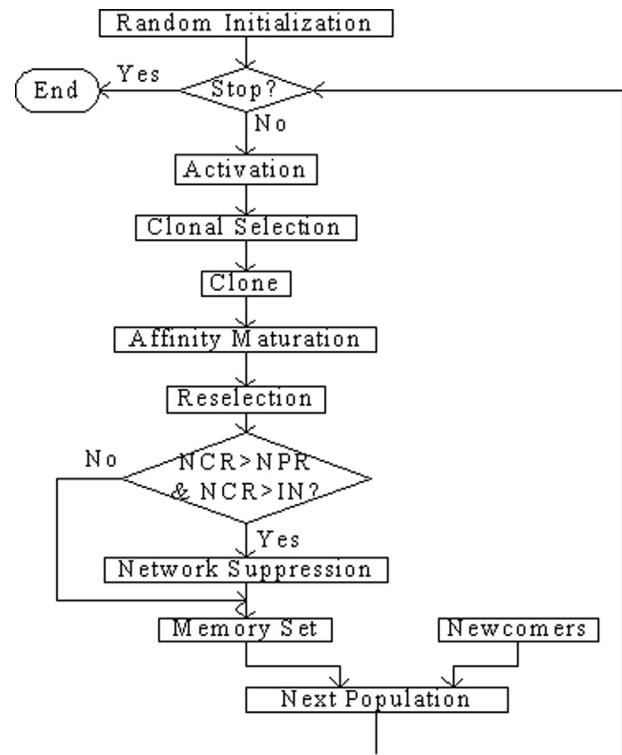 Random Initialization
Yes
End
Stop?
No
Activation
Clonal Selection
Clone
Affinity Maturation
Reselection
No
NCR>NPR
& NCR>IN?
Yes
Network Suppression
Memory Set
Newcomers
Next Population